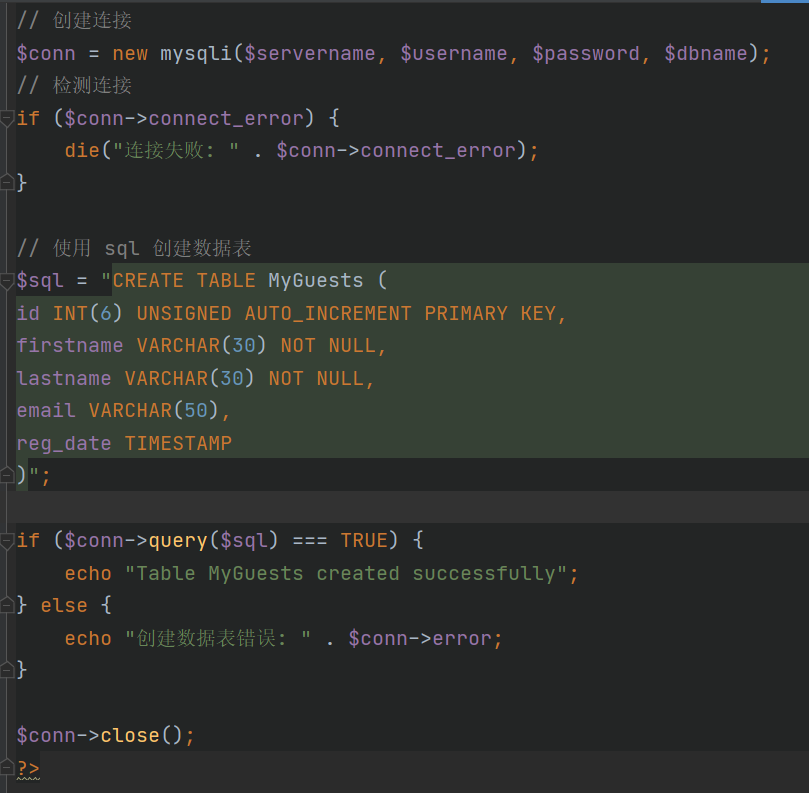 // 创建连接
$conn = new mysqli($servername, $username, $password, $dbname);
// 检测连接
if ($conn->connect_error) {
    die("连接失败: " . $conn->connect_error);
}
// 使用 sql 创建数据表
$sql = "CREATE TABLE MyGuests (
id INT(6) UNSIGNED AUTO_INCREMENT PRIMARY KEY,
firstname VARCHAR(30) NOT NULL,
lastname VARCHAR(30) NOT NULL,
email VARCHAR(50),
reg_date TIMESTAMP
)";
if ($conn->query($sql) === TRUE) {
    echo "Table MyGuests created successfully";
} else {
    echo "创建数据表错误: " . $conn->error;
}
$conn->close();
?>